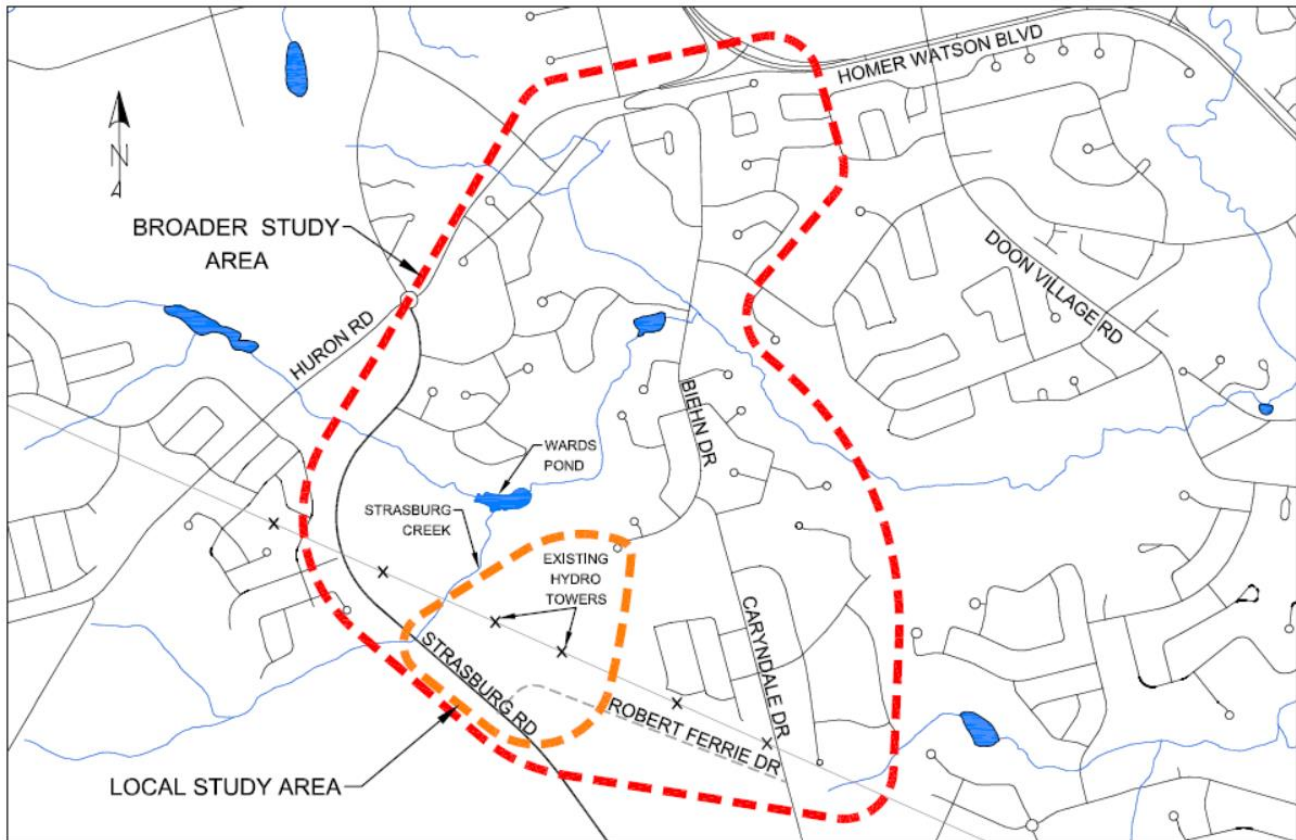 HOMER WATSON BLVD
N
BROADER STUDY
AREA
DOON VILLAGE RD
HURON RD
BIEHN DR
WARDS
POND
STRASBURG
CREEK
EXISTING
HYDRO
TOWERS
CARYNDALE DR
STRASBURG RD
ROBERT FERRIE DR
LOCAL STUDY AREA